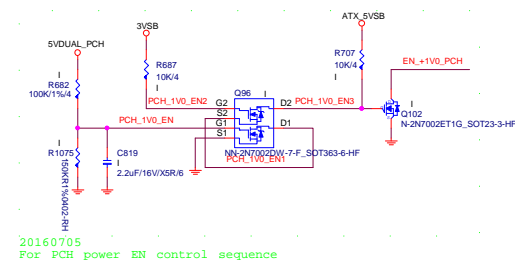 ATX_5VSB
3VSB
5VDUAL_PCH
R687
10K/4
I
R707
10K/4
I
EN_+1V0_PCH
I
R682
100K/1%/4
PCH_1V0_EN2
Q96
I
G2
S2
G1
S1
D2
D1
PCH_1V0_EN3
I
Q102
N-2N7002ET1G_SOT23-3-HF
PCH_1V0_EN
I
R1075
150KR1%0402-RH
C819
I
2.2uF/16V/X5R/6
NN-2N7002DW-7-F_SOT363-6-HF
PCH_1V0_EN1
20160705
For PCH power EN control sequence